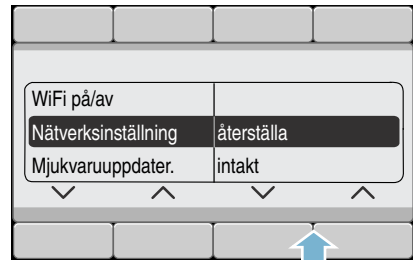 WiFi på/av
Nätverksinställning återställa
Mjukvaruuppdater. intakt